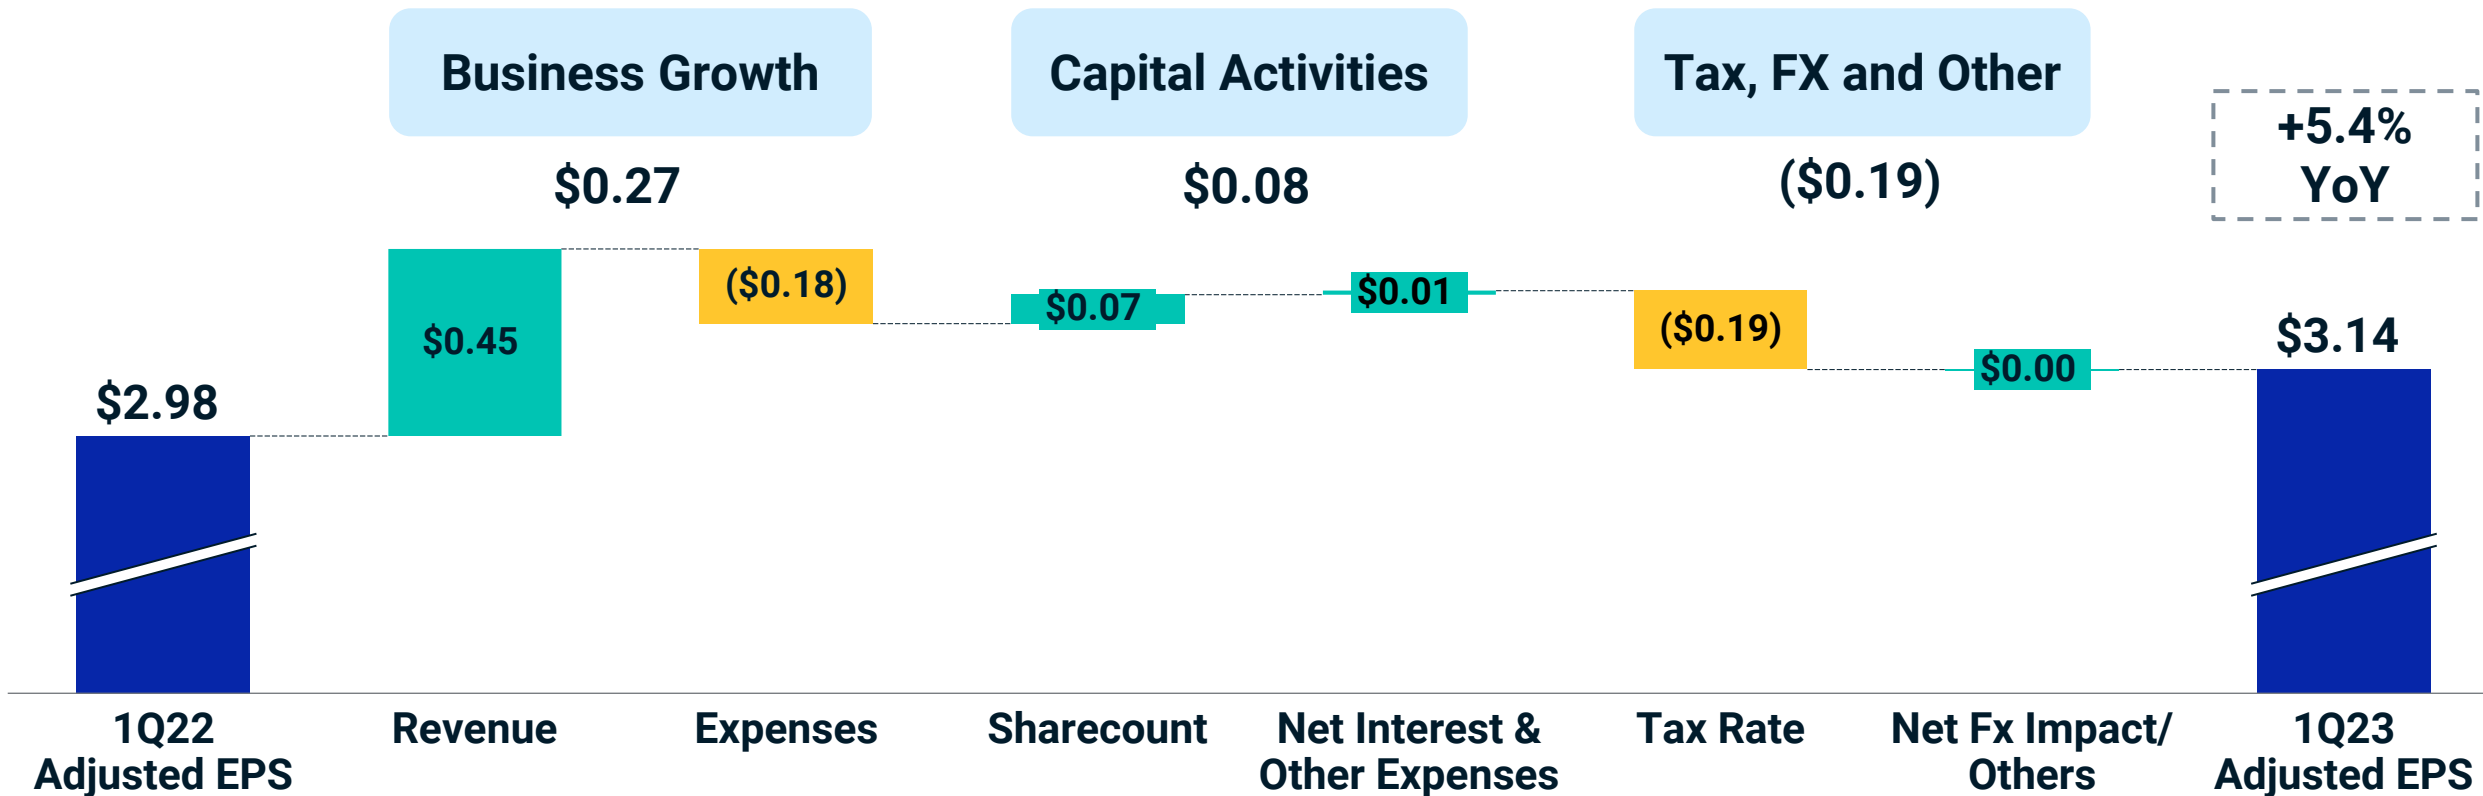 Business Growth
Capital Activities
Tax, FX and Other
+5.4%
YoY
$0.27
$0.08
($0.19)
$2.98
$0.45
($0.18)
$0.07
$0.01
($0.19)
$0.00
$3.14
1Q22
Adjusted EPS
Revenue
Expenses
Sharecount
Net Interest &
Other Expenses
Tax Rate
Net Fx Impact/
Others
1Q23
Adjusted EPS